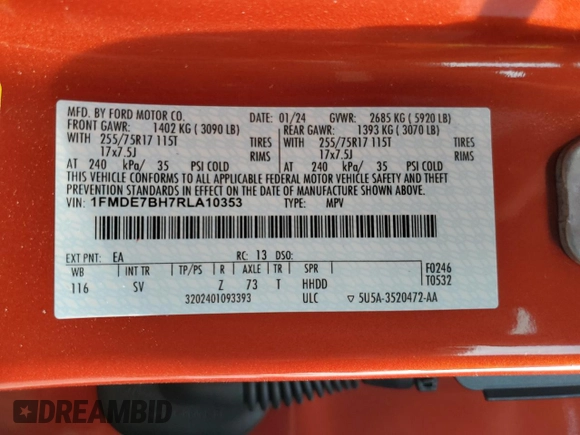 MFD. BY FORD MOTOR CO. DATE: 01/24 GVWR: 2685 KG ( 5920 LB)
FRONT GAWR: 1402 KG ( 3090 LB) REAR GAWR: 1393 KG ( 3070 LB)
WITH 255/75R17 115T TIRES WITH 255/75R17 115T TIRES
17x7.5J RIMS 17x7.5J RIMS
AT 240 kPa/ 35 PSI COLD AT 240 kPa/ 35 PSI COLD
THIS VEHICLE CONFORMS TO ALL APPLICABLE FEDERAL MOTOR VEHICLE SAFETY AND THEFT
PREVENTION STANDARDS IN EFFECT ON THE DATE OF MANUFACTURE SHOWN ABOVE.
VIN: 1FMDE7BH7RLA10353 TYPE: MPV
EXT PNT: EA RC: 13 DSO:
WB INT TR TP/PS R AXLE TR SPR F0246
116 SV Z 73 T HHDD T0532
3202401093393 ULC ▽ 5U5A-3520472-AA
DREAMBID